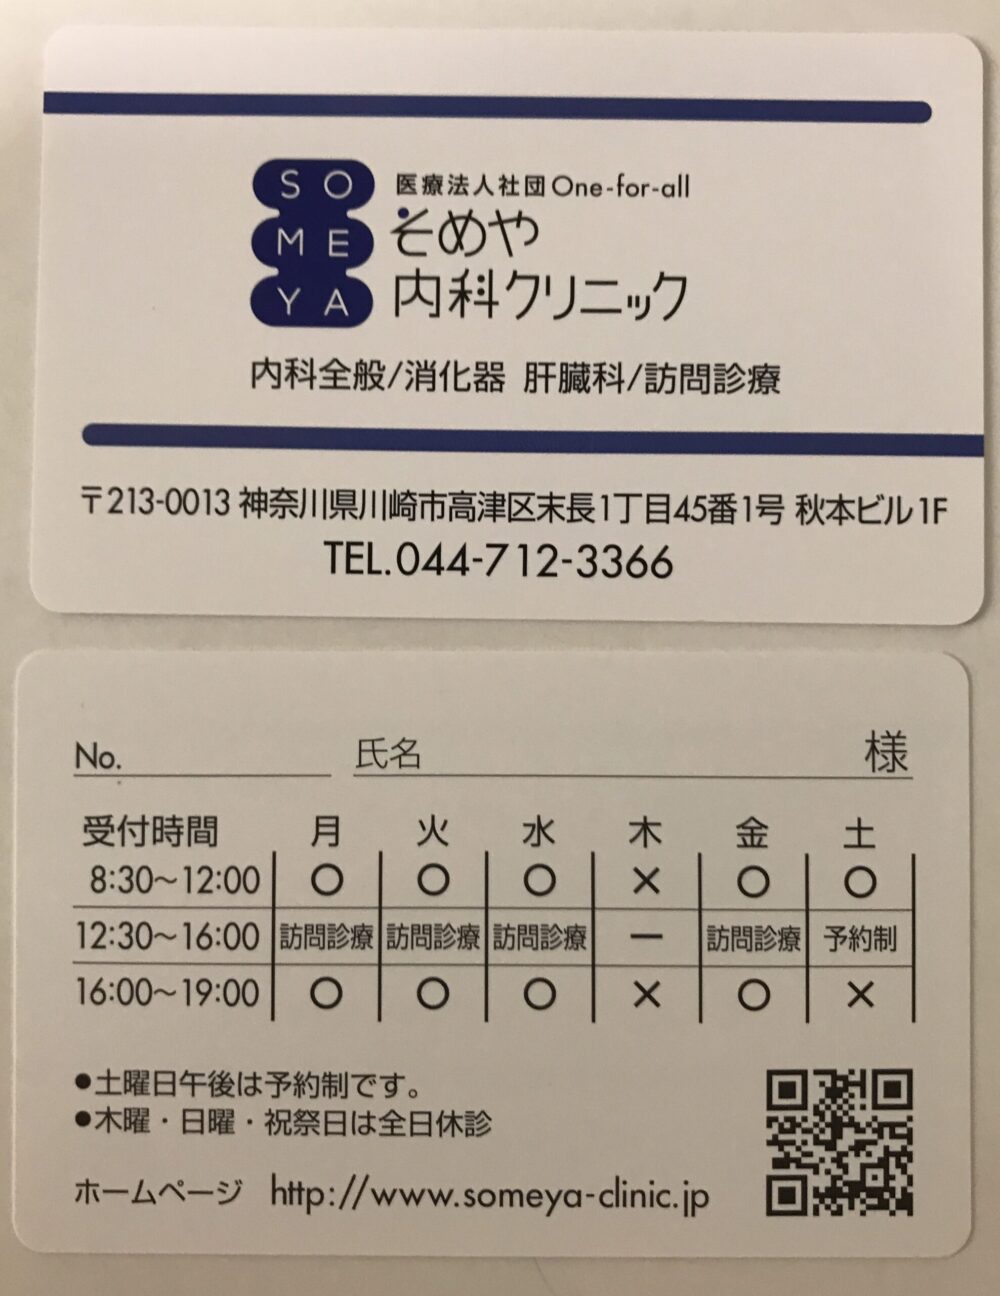 SO
ME
YA
医療法人社団One-for-all
そめや
内科クリニック
内科全般/消化器 肝臓科/訪問診療
〒213-0013 神奈川県川崎市高津区末長1丁目45番1号 秋本ビル1F
TEL.044-712-3366
No. 氏名 様
受付時間 月 火 水 木 金 土
8:30〜12:00 〇 〇 〇 × 〇 〇
12:30〜16:00 訪問診療 訪問診療 訪問診療 ー 訪問診療 予約制
16:00〜19:00 〇 〇 〇 × 〇 ×
●土曜日午後は予約制です。
●木曜・日曜・祝祭日は全日休診
ホームページ http://www.someya-clinic.jp